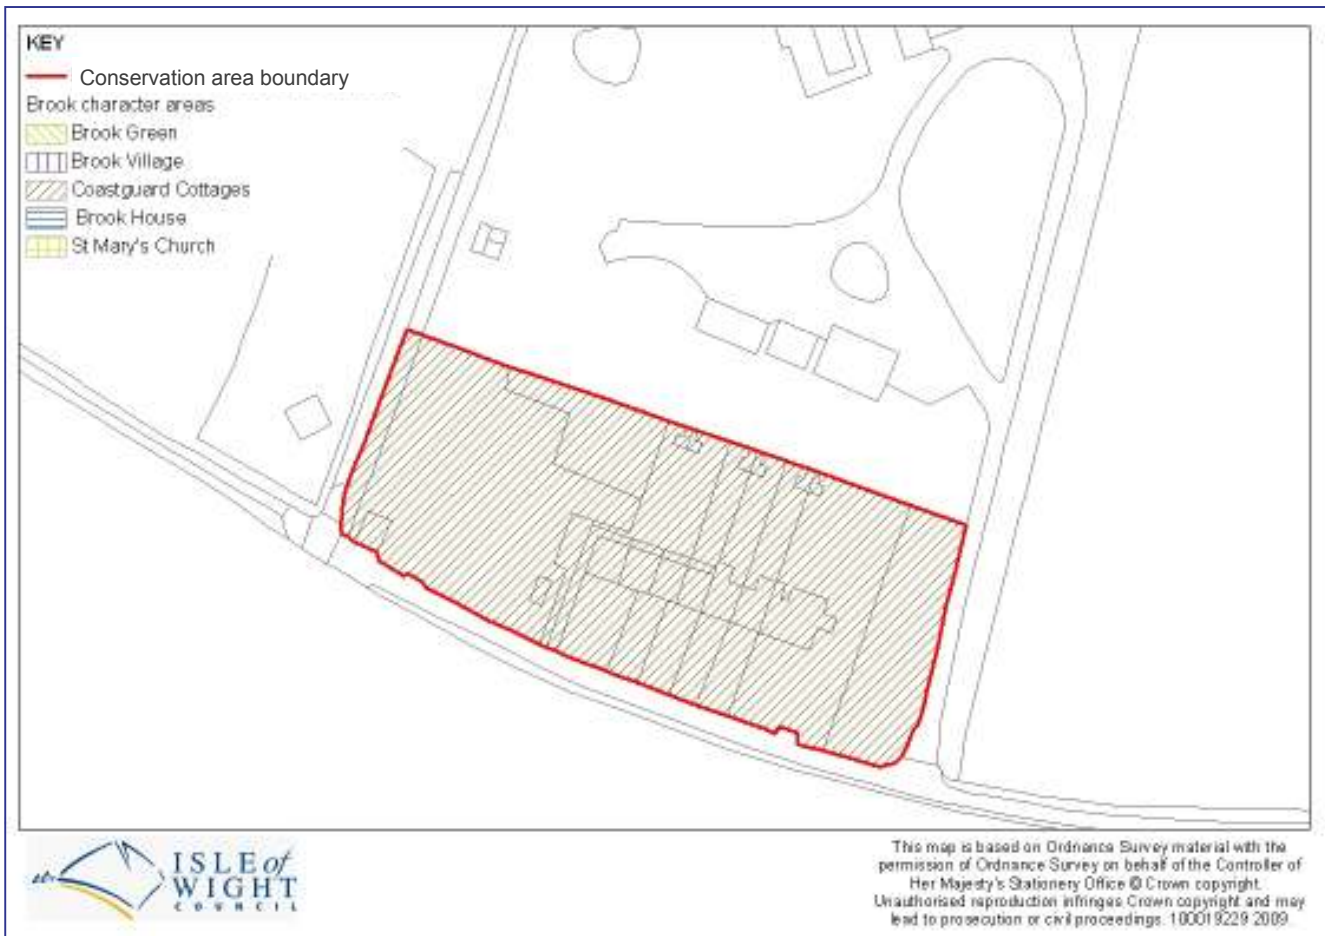 KEY
Conservation area boundary
Brook character areas
Brook Green
Brook Village
Coastguard Cottages
Brook House
St Mary's Church
ISLE of
WIGHT
COUNCIL
This map is based on Ordnance Survey material with the
permission of Ordnance Survey on behalf of the Controller of
Her Majesty's Stationery Office © Crown copyright.
Unauthorised reproduction infringes Crown copyright and may
lead to prosecution or civil proceedings. 100019229 2009